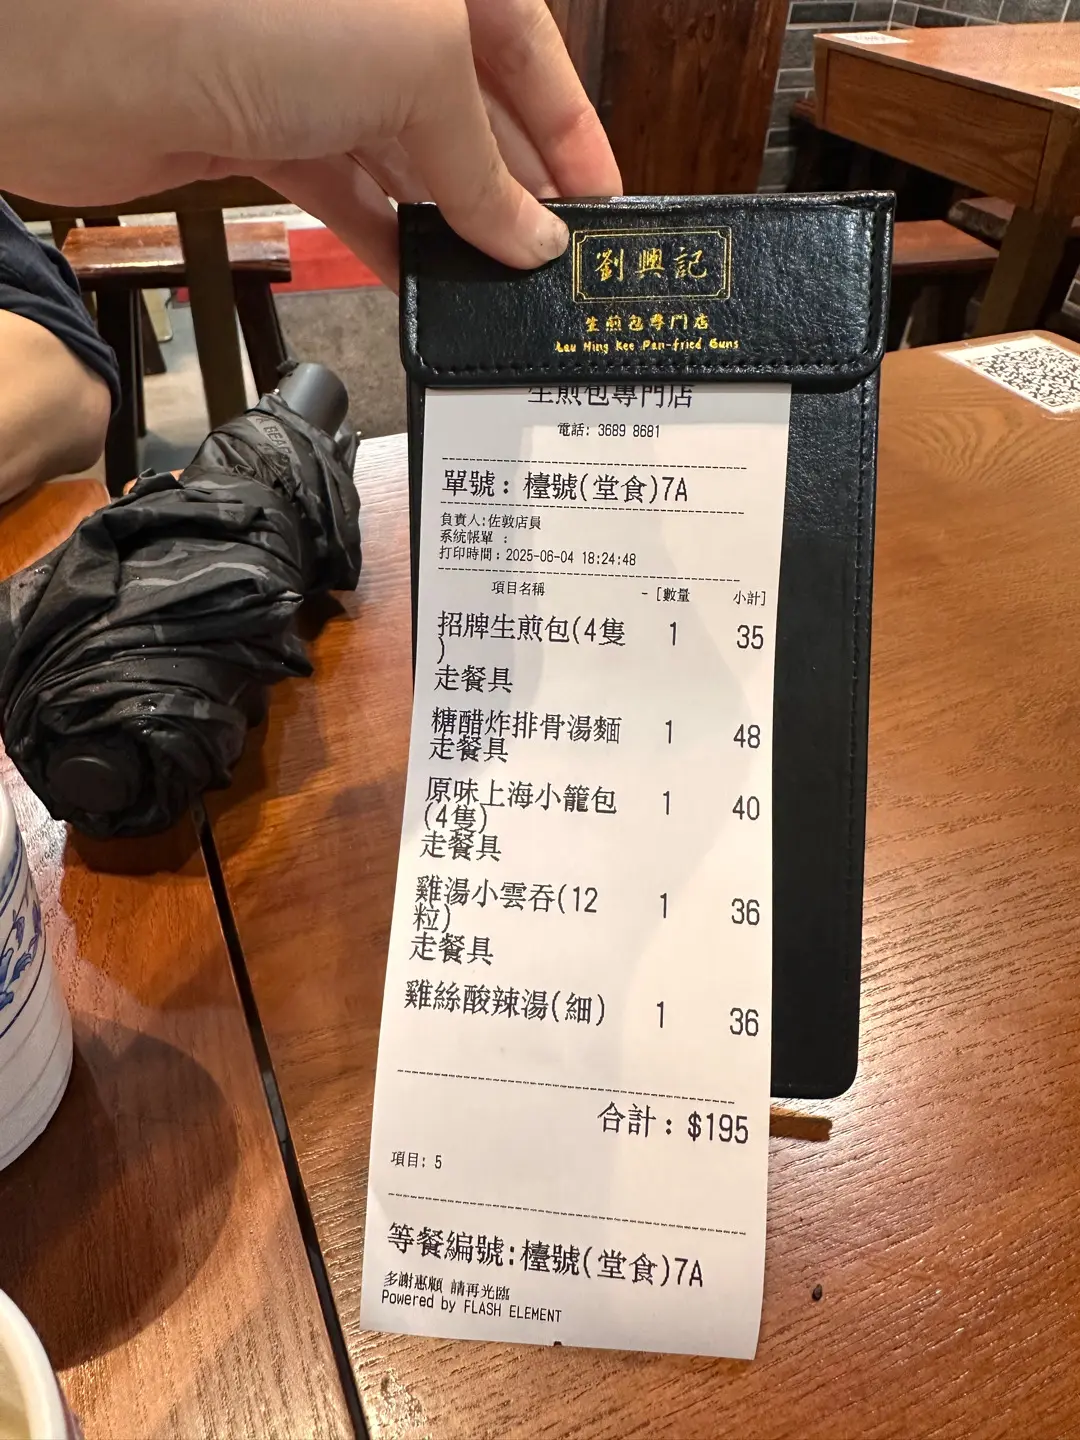 劉興記
生煎包專門店
Lau Hing Kee Pan-fried Buns
生煎包專門店
電話: 3689 8681
單號: 檯號(堂食)7A
負責人:佐敦店員
系統帳單 :
打印時間:2025-06-04 18:24:48
項目名稱 - [數量 小計]
招牌生煎包(4隻 1 35
)
走餐具
糖醋炸排骨湯麵 1 48
走餐具
原味上海小籠包 1 40
(4隻)
走餐具
雞湯小雲吞(12 1 36
粒)
走餐具
雞絲酸辣湯(細) 1 36
合計:$195
項目: 5
等餐編號:檯號(堂食)7A
多謝惠顧 請再光臨
Powered by FLASH ELEMENT